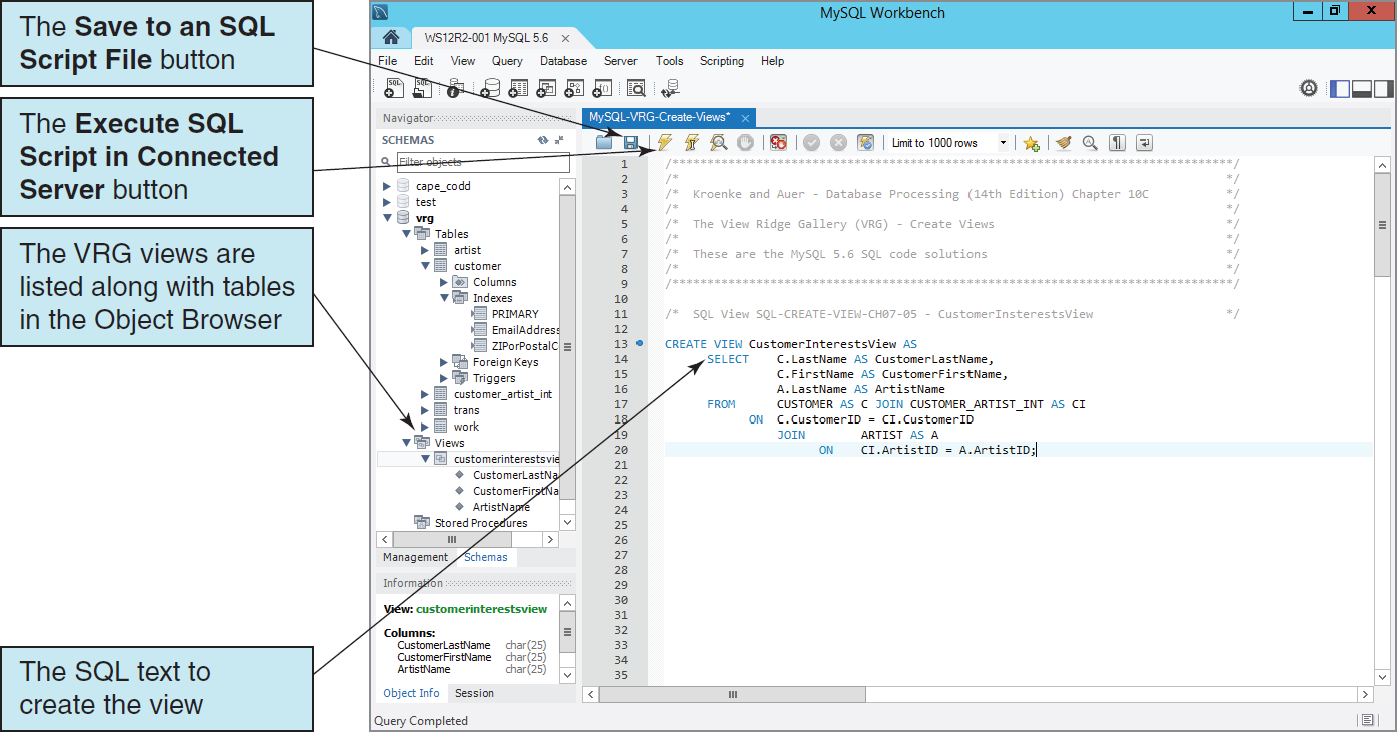 The Save to an SQL
Script File button
The Execute SQL
Script in Connected
Server button
The VRG views are
listed along with tables
in the Object Browser
The SQL text to
create the view
MySQL Workbench
WS12R2-001 MySQL 5.6
File Edit View Query Database Server Tools Scripting Help
Navigator
SCHEMAS
Filter objects
cape_codd
test
vrg
Tables
artist
customer
Columns
Indexes
PRIMARY
EmailAddress
ZIPorPostalC
Foreign Keys
Triggers
customer_artist_int
trans
work
Views
customerinterestsvie
CustomerLastNa
CustomerFirstNa
ArtistName
Stored Procedures
Management Schemas
Information
View: customerinterestsview
Columns:
CustomerLastName char(25)
CustomerFirstName char(25)
ArtistName char(25)
Object Info Session
Query Completed
MySQL-VRG-Create-Views*
Limit to 1000 rows
1 /********************************************************************************/
2 /* */
3 /* Kroenke and Auer - Database Processing (14th Edition) Chapter 10C */
4 /* */
5 /* The View Ridge Gallery (VRG) - Create Views */
6 /* */
7 /* These are the MySQL 5.6 SQL code solutions */
8 /* */
9 /********************************************************************************/
10
11 /* SQL View SQL-CREATE-VIEW-CH07-05 - CustomerInsterestsView */
12
13 CREATE VIEW CustomerInterestsView AS
14 SELECT C.LastName AS CustomerLastName,
15 C.FirstName AS CustomerFirstName,
16 A.LastName AS ArtistName
17 FROM CUSTOMER AS C JOIN CUSTOMER_ARTIST_INT AS CI
18 ON C.CustomerID = CI.CustomerID
19 JOIN ARTIST AS A
20 ON CI.ArtistID = A.ArtistID;
21
22
23
24
25
26
27
28
29
30
31
32
33
34
35